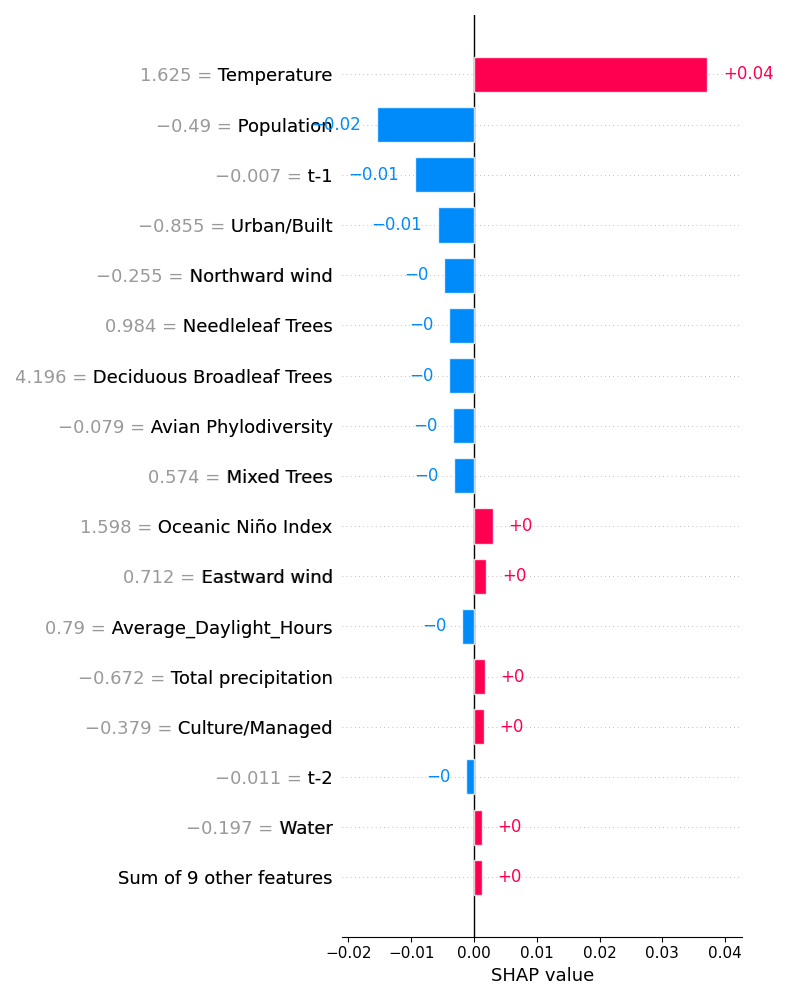 1.625 = Temperature +0.04
−0.49 = Population −0.02
−0.007 = t-1 −0.01
−0.855 = Urban/Built −0.01
−0.255 = Northward wind −0
0.984 = Needleleaf Trees −0
4.196 = Deciduous Broadleaf Trees −0
−0.079 = Avian Phylodiversity −0
0.574 = Mixed Trees −0
1.598 = Oceanic Niño Index +0
0.712 = Eastward wind +0
0.79 = Average_Daylight_Hours −0
−0.672 = Total precipitation +0
−0.379 = Culture/Managed +0
−0.011 = t-2 −0
−0.197 = Water +0
Sum of 9 other features +0
−0.02 −0.01 0.00 0.01 0.02 0.03 0.04
SHAP value